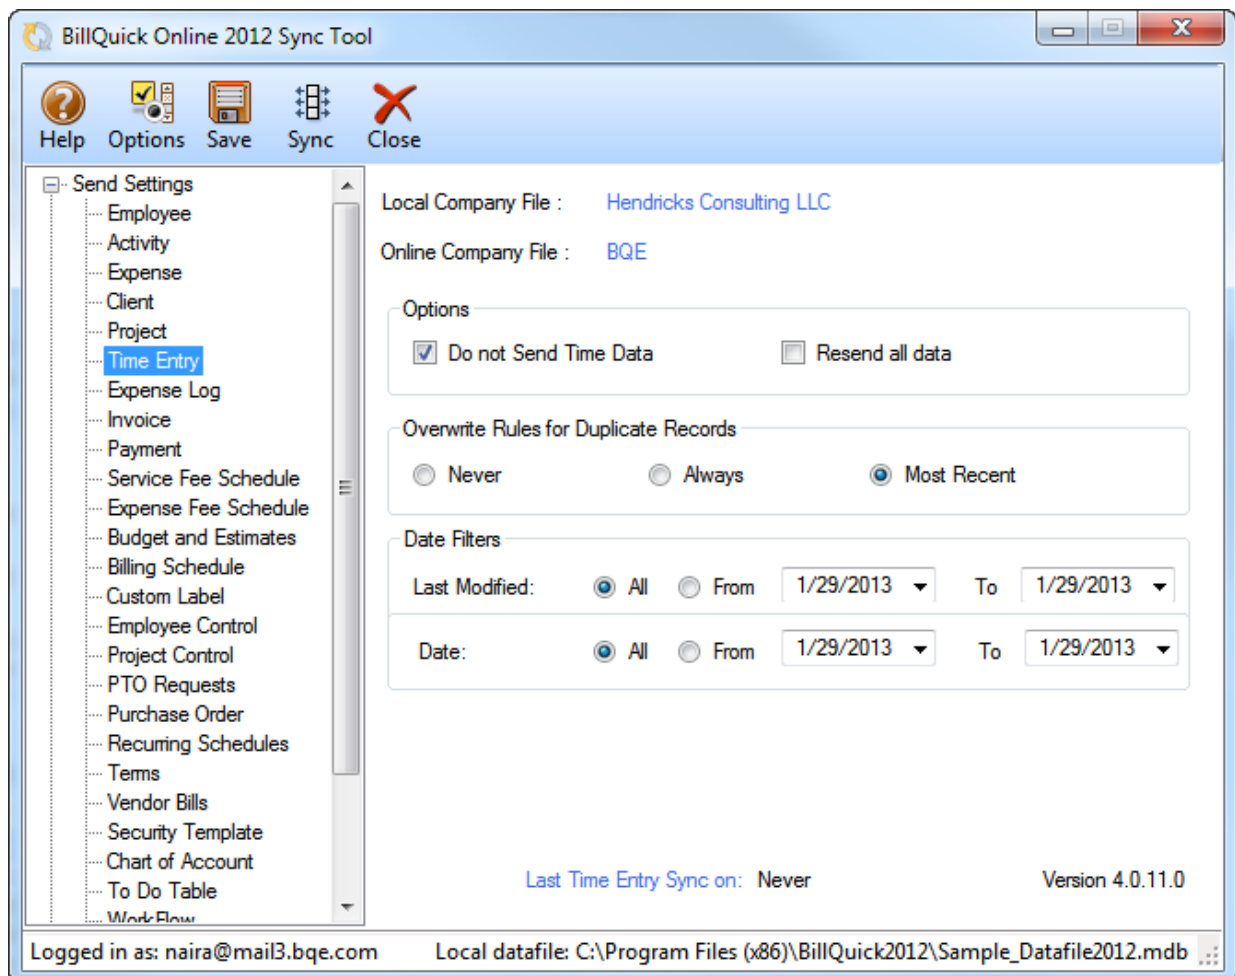 BillQuick Online 2012 Sync Tool
Help Options Save Sync Close
Send Settings
Employee
Activity
Expense
Client
Project
Time Entry
Expense Log
Invoice
Payment
Service Fee Schedule
Expense Fee Schedule
Budget and Estimates
Billing Schedule
Custom Label
Employee Control
Project Control
PTO Requests
Purchase Order
Recurring Schedules
Terms
Vendor Bills
Security Template
Chart of Account
To Do Table
WorkFlow
Local Company File : Hendricks Consulting LLC
Online Company File : BQE
Options
Do not Send Time Data Resend all data
Overwrite Rules for Duplicate Records
Never Always Most Recent
Date Filters
Last Modified: All From 1/29/2013 To 1/29/2013
Date: All From 1/29/2013 To 1/29/2013
Last Time Entry Sync on: Never Version 4.0.11.0
Logged in as: naira@mail3.bqe.com Local datafile: C:\Program Files (x86)\BillQuick2012\Sample_Datafile2012.mdb